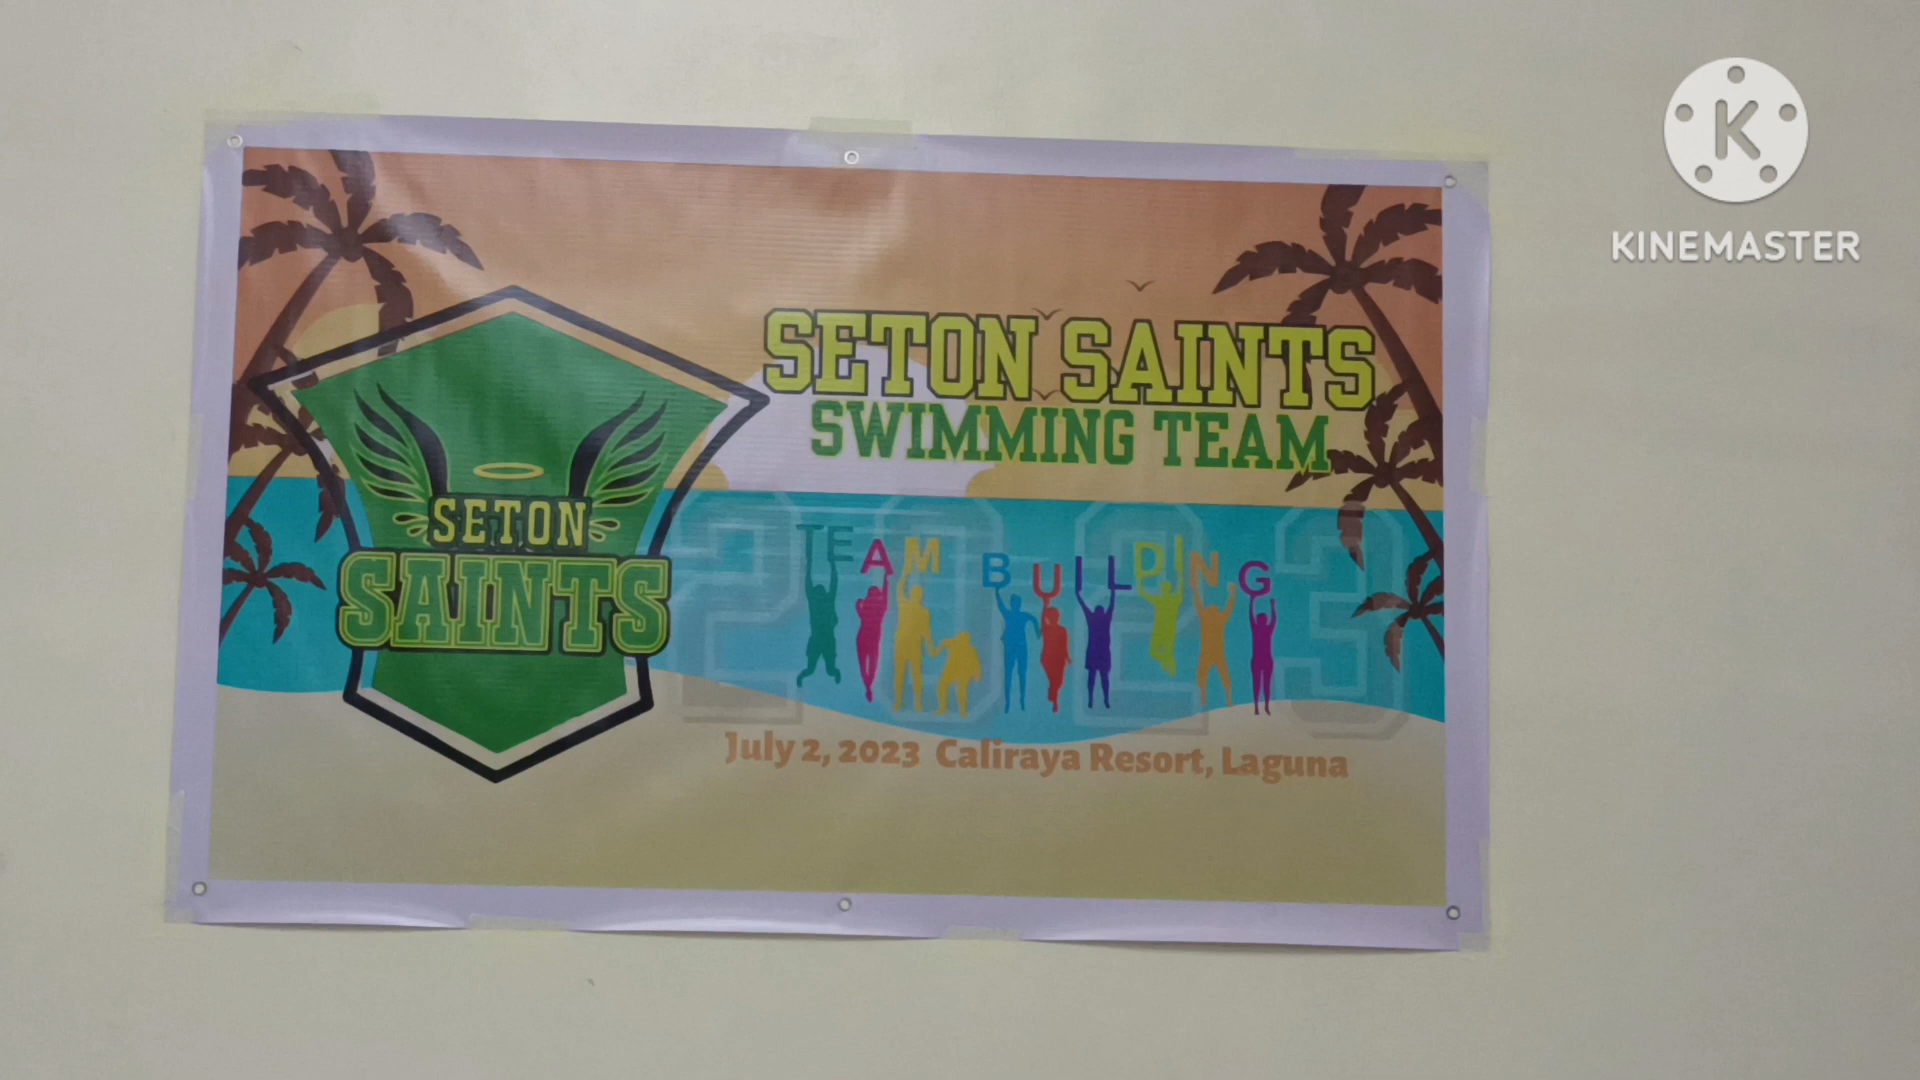 K
KINEMASTER
SETON SAINTS
SWIMMING TEAM
SETON
SAINTS
2023
TEAM BUILDING
July 2, 2023 Caliraya Resort, Laguna